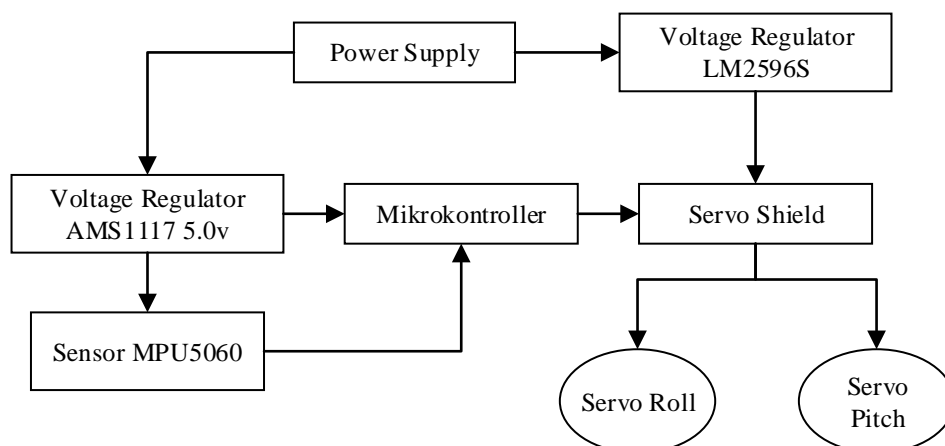 Power Supply
Voltage Regulator
LM2596S
Voltage Regulator
AMS1117 5.0v
Mikrokontroller
Servo Shield
Sensor MPU5060
Servo Roll
Servo
Pitch